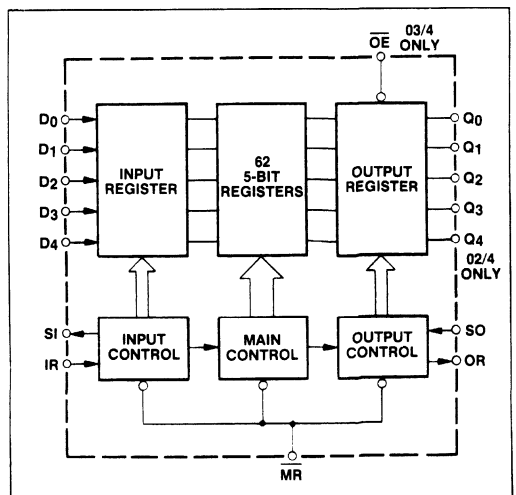 OE 03/4
ONLY
D0
D1
D2
D3
D4
INPUT
REGISTER
62
5-BIT
REGISTERS
OUTPUT
REGISTER
Q0
Q1
Q2
Q3
Q4
02/4
ONLY
SI
IR
INPUT
CONTROL
MAIN
CONTROL
OUTPUT
CONTROL
SO
OR
MR